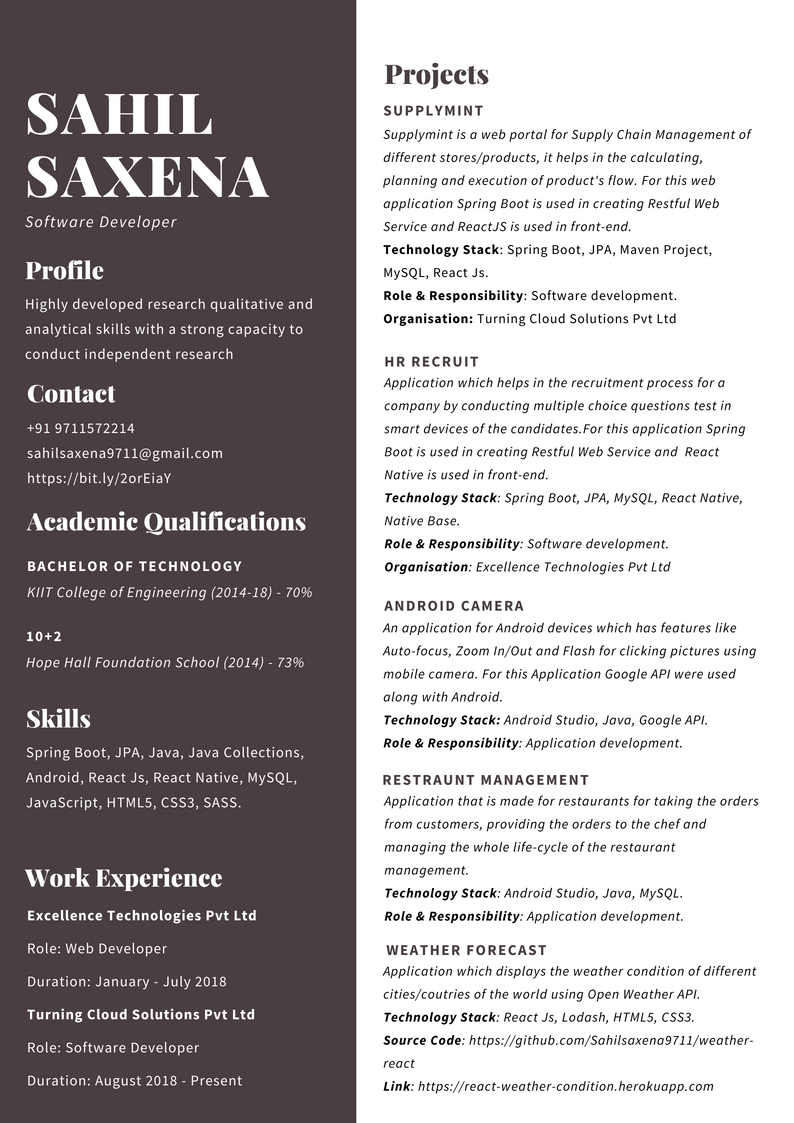 SAHIL
SAXENA
Software Developer
Profile
Highly developed research qualitative and
analytical skills with a strong capacity to
conduct independent research
Contact
+91 9711572214
sahilsaxena9711@gmail.com
https://bit.ly/2orEiaY
Academic Qualifications
BACHELOR OF TECHNOLOGY
KIIT College of Engineering (2014-18) - 70%
10+2
Hope Hall Foundation School (2014) - 73%
Skills
Spring Boot, JPA, Java, Java Collections,
Android, React Js, React Native, MySQL,
JavaScript, HTML5, CSS3, SASS.
Work Experience
Excellence Technologies Pvt Ltd
Role: Web Developer
Duration: January - July 2018
Turning Cloud Solutions Pvt Ltd
Role: Software Developer
Duration: August 2018 - Present
Projects
SUPPLYMINT
Supplymint is a web portal for Supply Chain Management of
different stores/products, it helps in the calculating,
planning and execution of product's flow. For this web
application Spring Boot is used in creating Restful Web
Service and ReactJS is used in front-end.
Technology Stack: Spring Boot, JPA, Maven Project,
MySQL, React Js.
Role & Responsibility: Software development.
Organisation: Turning Cloud Solutions Pvt Ltd
HR RECRUIT
Application which helps in the recruitment process for a
company by conducting multiple choice questions test in
smart devices of the candidates.For this application Spring
Boot is used in creating Restful Web Service and  React
Native is used in front-end.
Technology Stack: Spring Boot, JPA, MySQL, React Native,
Native Base.
Role & Responsibility: Software development.
Organisation: Excellence Technologies Pvt Ltd
ANDROID CAMERA
An application for Android devices which has features like
Auto-focus, Zoom In/Out and Flash for clicking pictures using
mobile camera. For this Application Google API were used
along with Android.
Technology Stack: Android Studio, Java, Google API.
Role & Responsibility: Application development.
RESTRAUNT MANAGEMENT
Application that is made for restaurants for taking the orders
from customers, providing the orders to the chef and
managing the whole life-cycle of the restaurant
management.
Technology Stack: Android Studio, Java, MySQL.
Role & Responsibility: Application development.
WEATHER FORECAST
Application which displays the weather condition of different
cities/coutries of the world using Open Weather API.
Technology Stack: React Js, Lodash, HTML5, CSS3.
Source Code: https://github.com/Sahilsaxena9711/weather-
react
Link: https://react-weather-condition.herokuapp.com